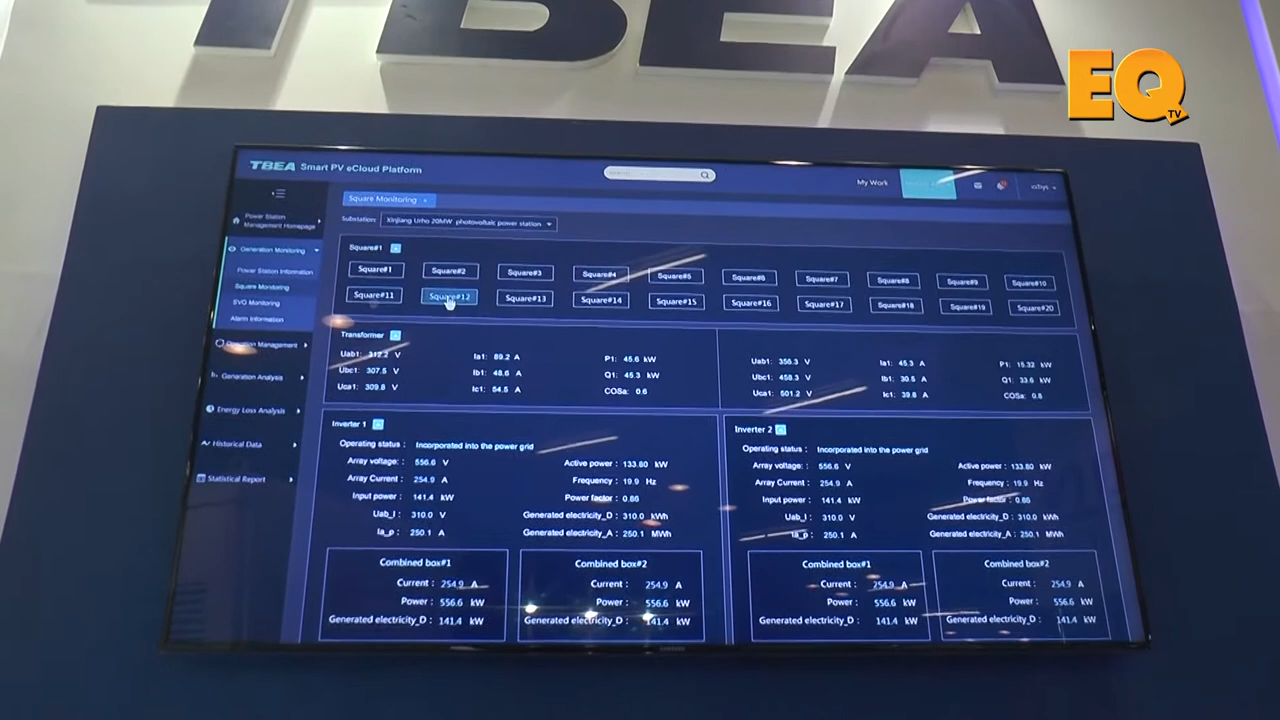 TBEA
EQ
TV
TBEA Smart PV eCloud Platform
My Work
xxbys
Power Station
Management Homepage
Generation Monitoring
Power Station Information
Square Monitoring
SVG Monitoring
Alarm Information
Operation Management
Generation Analysis
Energy Loss Analysis
Historical Data
Statistical Report
Square Monitoring
Substation: Xinjiang Urho 20MW photovoltaic power station
Square#1
Square#1 Square#2 Square#3 Square#4 Square#5 Square#6 Square#7 Square#8 Square#9 Square#10
Square#11 Square#12 Square#13 Square#14 Square#15 Square#16 Square#17 Square#18 Square#19 Square#20
Transformer
Uab1: 312.2 V Ia1: 89.2 A P1: 45.6 kW
Ubc1: 307.5 V Ib1: 48.6 A Q1: 45.3 kW
Uca1: 309.8 V Ic1: 54.5 A COSa: 0.6
Uab1: 356.3 V Ia1: 45.3 A P1: 15.32 kW
Ubc1: 458.3 V Ib1: 30.5 A Q1: 33.6 kW
Uca1: 501.2 V Ic1: 39.8 A COSa: 0.8
Inverter 1
Operating status : Incorporated into the power grid
Array voltage: : 556.6 V Active power : 133.80 kW
Array Current : 254.9 A Frequency : 19.9 Hz
Input power : 141.4 kW Power factor : 0.86
Uab_l : 310.0 V Generated electricity_D : 310.0 kWh
Ia_p : 250.1 A Generated electricity_A : 250.1 MWh
Combined box#1
Current : 254.9 A
Power : 556.6 kW
Generated electricity_D : 141.4 kW
Combined box#2
Current : 254.9 A
Power : 556.6 kW
Generated electricity_D : 141.4 kW
Inverter 2
Operating status : Incorporated into the power grid
Array voltage: : 556.6 V Active power : 133.80 kW
Array Current : 254.9 A Frequency : 19.9 Hz
Input power : 141.4 kW Power factor : 0.86
Uab_l : 310.0 V Generated electricity_D : 310.0 kWh
Ia_p : 250.1 A Generated electricity_A : 250.1 MWh
Combined box#1
Current : 254.9 A
Power : 556.6 kW
Generated electricity_D : 141.4 kW
Combined box#2
Current : 254.9 A
Power : 556.6 kW
Generated electricity_D : 141.4 kW